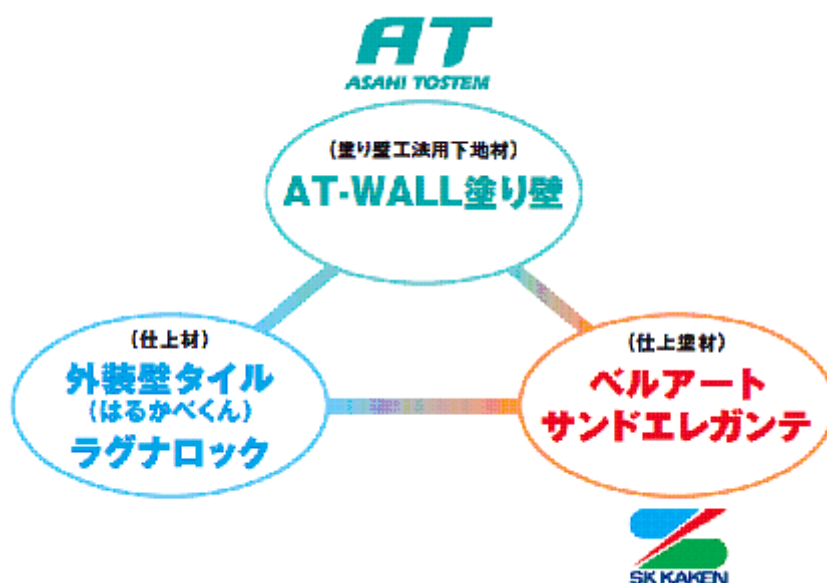 AT
ASAHI TOSTEM
(塗り壁工法用下地材)
AT-WALL塗り壁
(仕上材)
外装壁タイル
(はるかべくん)
ラグナロック
(仕上塗材)
ベルアート
サンドエレガンテ
SK KAKEN